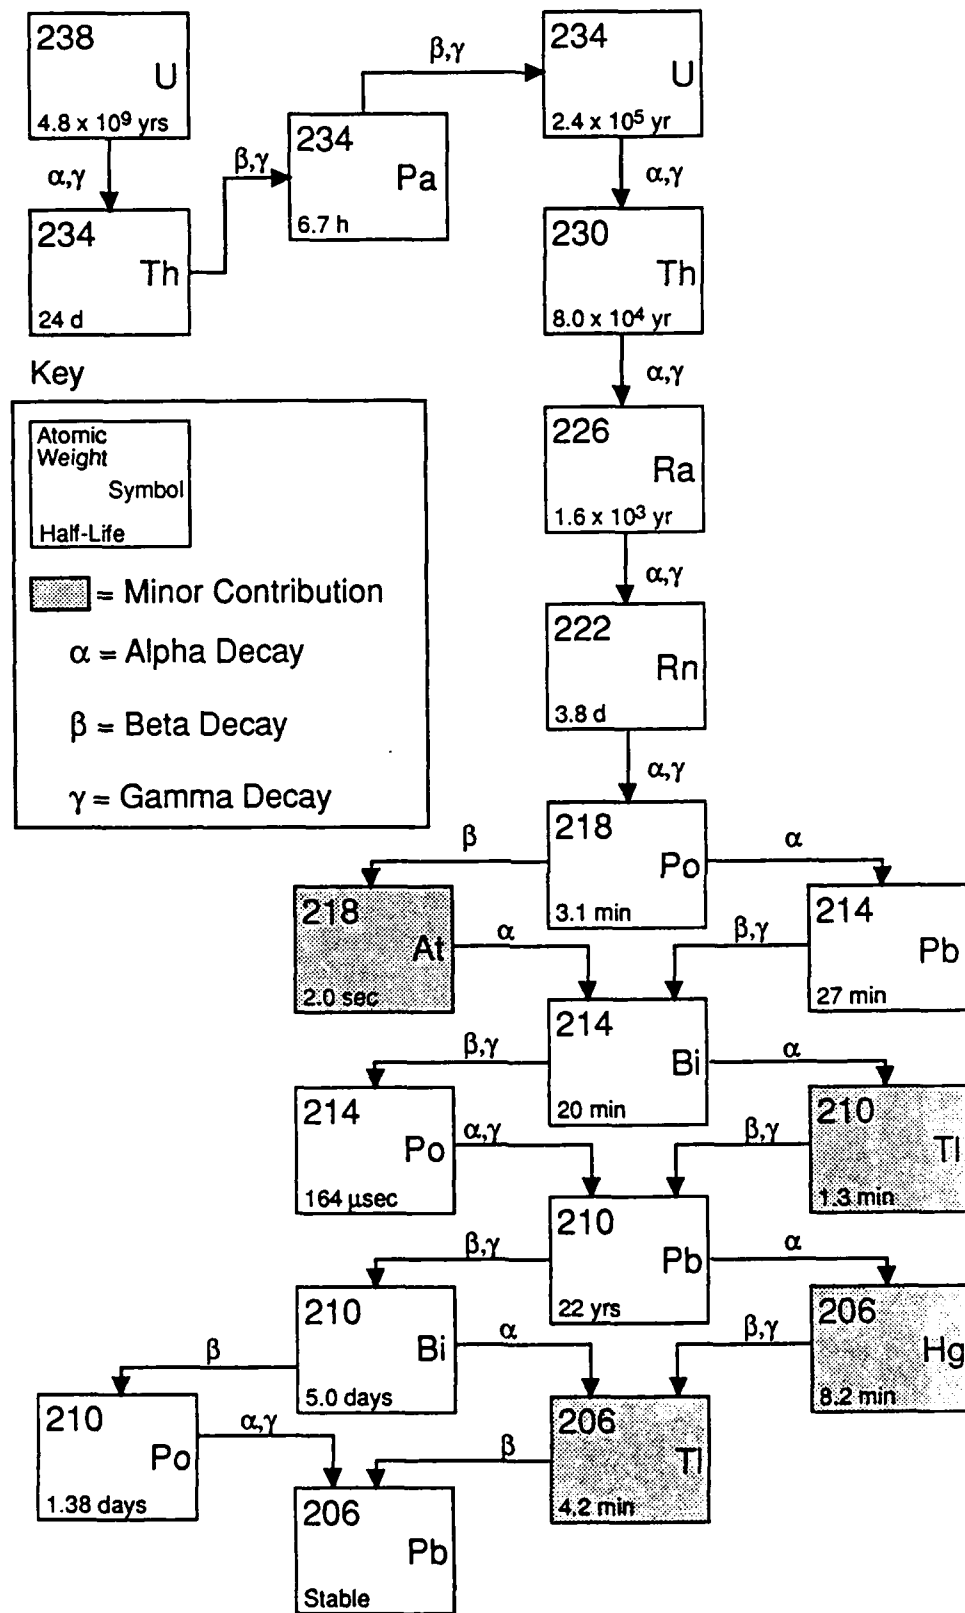 238
U
4.8 x 10⁹ yrs
α,γ
234
Th
24 d
β,γ
234
Pa
6.7 h
β,γ
234
U
2.4 x 10⁵ yr
α,γ
230
Th
8.0 x 10⁴ yr
α,γ
226
Ra
1.6 x 10³ yr
α,γ
222
Rn
3.8 d
α,γ
Key
Atomic
Weight
Symbol
Half-Life
= Minor Contribution
α = Alpha Decay
β = Beta Decay
γ = Gamma Decay
218
Po
3.1 min
β
α
218
At
2.0 sec
α
214
Pb
27 min
β,γ
214
Bi
20 min
β,γ
α
214
Po
164 μsec
α,γ
210
Tl
1.3 min
β,γ
210
Pb
22 yrs
β,γ
α
210
Bi
5.0 days
β
α
206
Hg
8.2 min
β,γ
210
Po
1.38 days
α,γ
206
Tl
4.2 min
β
206
Pb
Stable